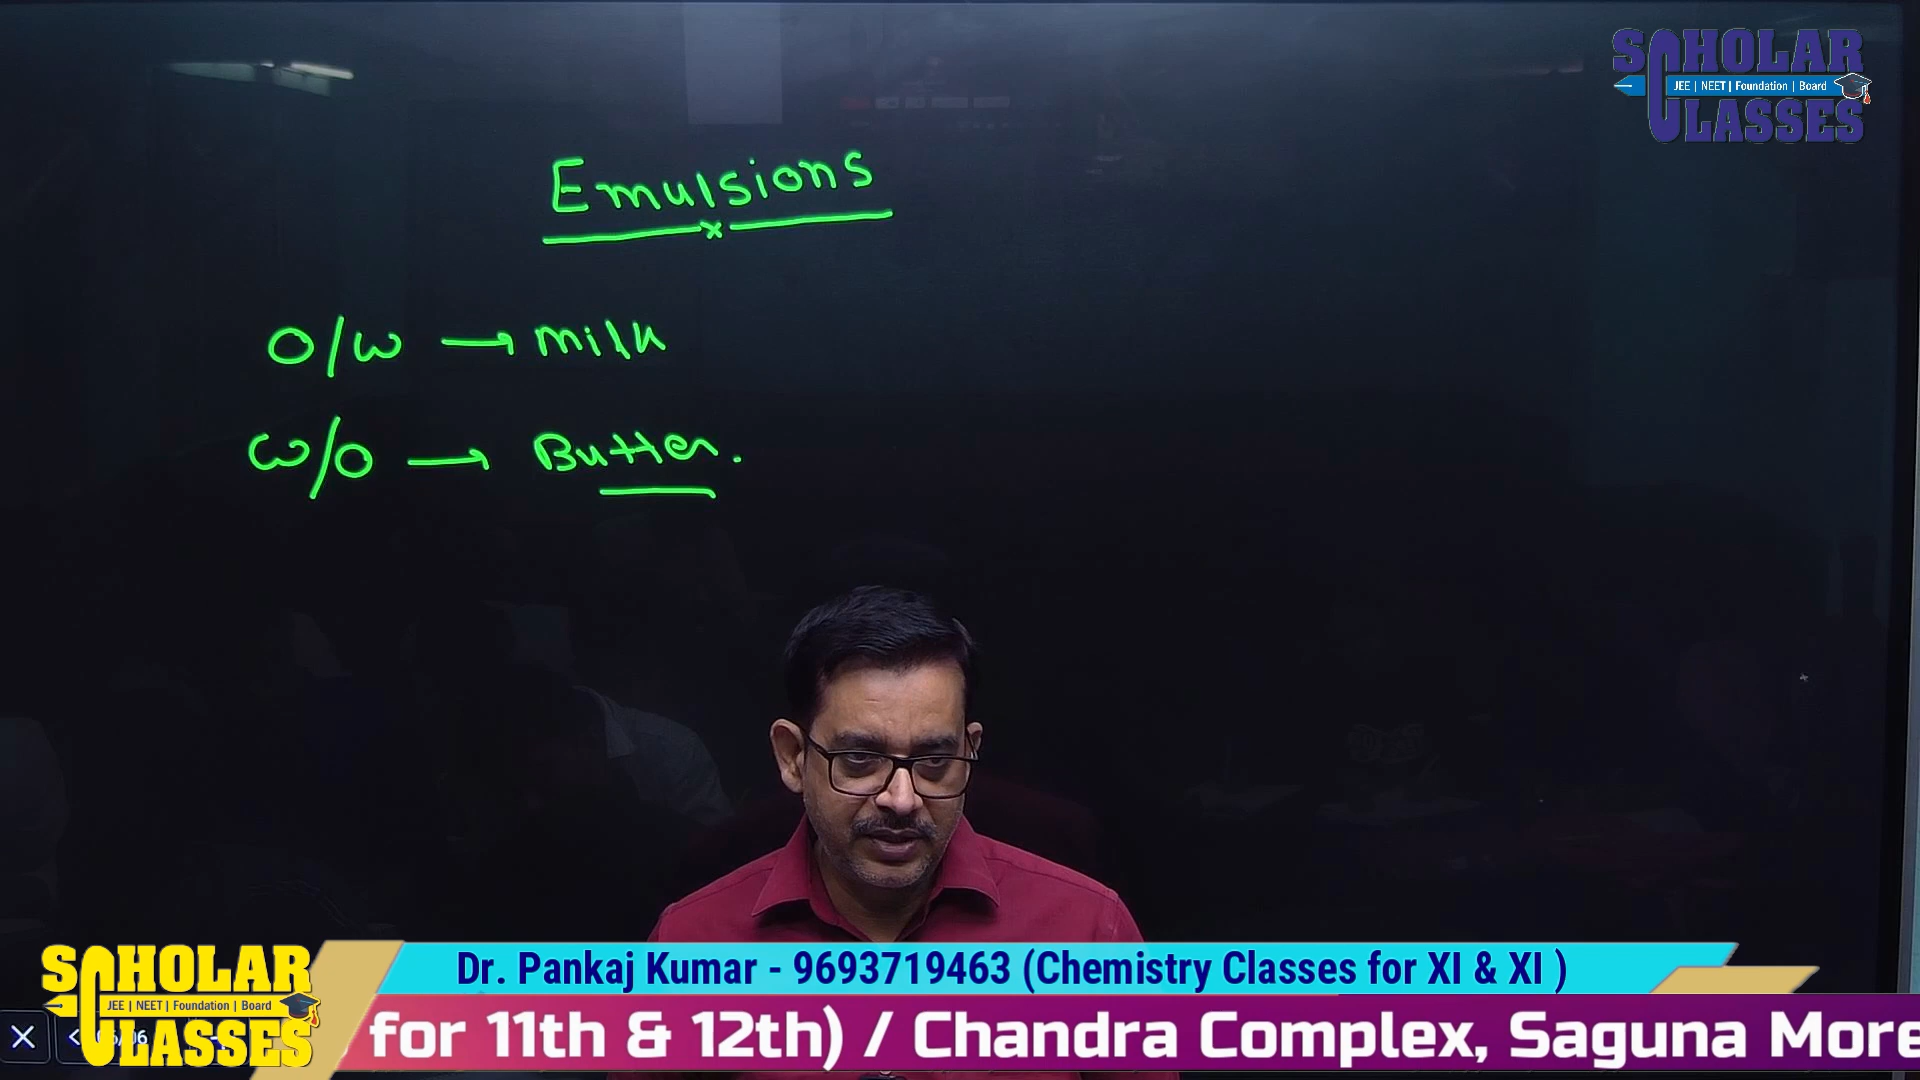 SCHOLAR
JEE | NEET | Foundation | Board
CLASSES
Emulsions
O/W → Milk
W/O → Butter.
SCHOLAR
JEE | NEET | Foundation | Board
CLASSES
Dr. Pankaj Kumar - 9693719463 (Chemistry Classes for XI & XI )
for 11th & 12th) / Chandra Complex, Saguna More